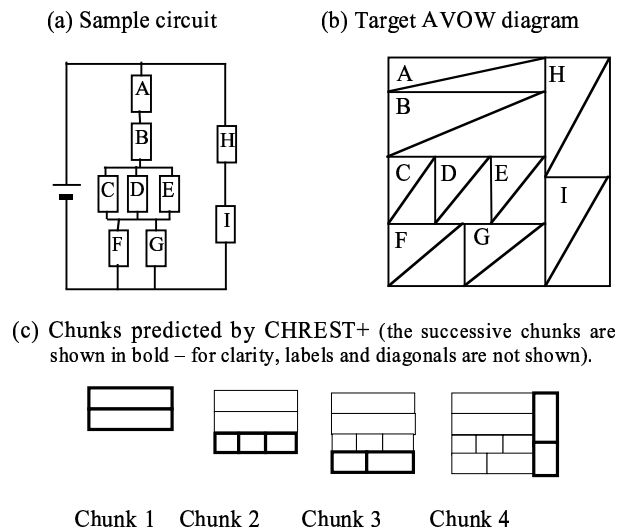 (a) Sample circuit
(b) Target AVOW diagram
A
B
C D E
F G
H
I
A
B
C D E
F G
H
I
(c) Chunks predicted by CHREST+ (the successive chunks are
shown in bold – for clarity, labels and diagonals are not shown).
Chunk 1 Chunk 2 Chunk 3 Chunk 4